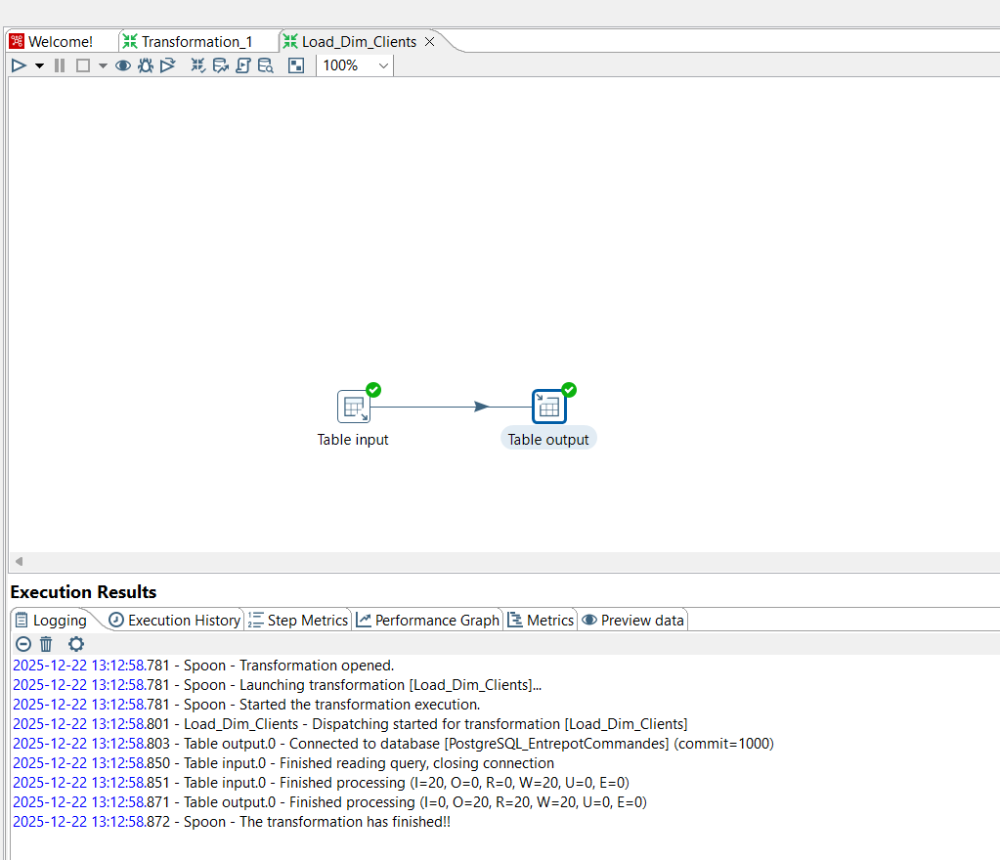 Welcome! Transformation_1 Load_Dim_Clients
100%
Table input Table output
Execution Results
Logging Execution History Step Metrics Performance Graph Metrics Preview data
2025-12-22 13:12:58.781 - Spoon - Transformation opened.
2025-12-22 13:12:58.781 - Spoon - Launching transformation [Load_Dim_Clients]...
2025-12-22 13:12:58.781 - Spoon - Started the transformation execution.
2025-12-22 13:12:58.801 - Load_Dim_Clients - Dispatching started for transformation [Load_Dim_Clients]
2025-12-22 13:12:58.803 - Table output.0 - Connected to database [PostgreSQL_EntrepotCommandes] (commit=1000)
2025-12-22 13:12:58.850 - Table input.0 - Finished reading query, closing connection
2025-12-22 13:12:58.851 - Table input.0 - Finished processing (I=20, O=0, R=0, W=20, U=0, E=0)
2025-12-22 13:12:58.871 - Table output.0 - Finished processing (I=0, O=20, R=20, W=20, U=0, E=0)
2025-12-22 13:12:58.872 - Spoon - The transformation has finished!!